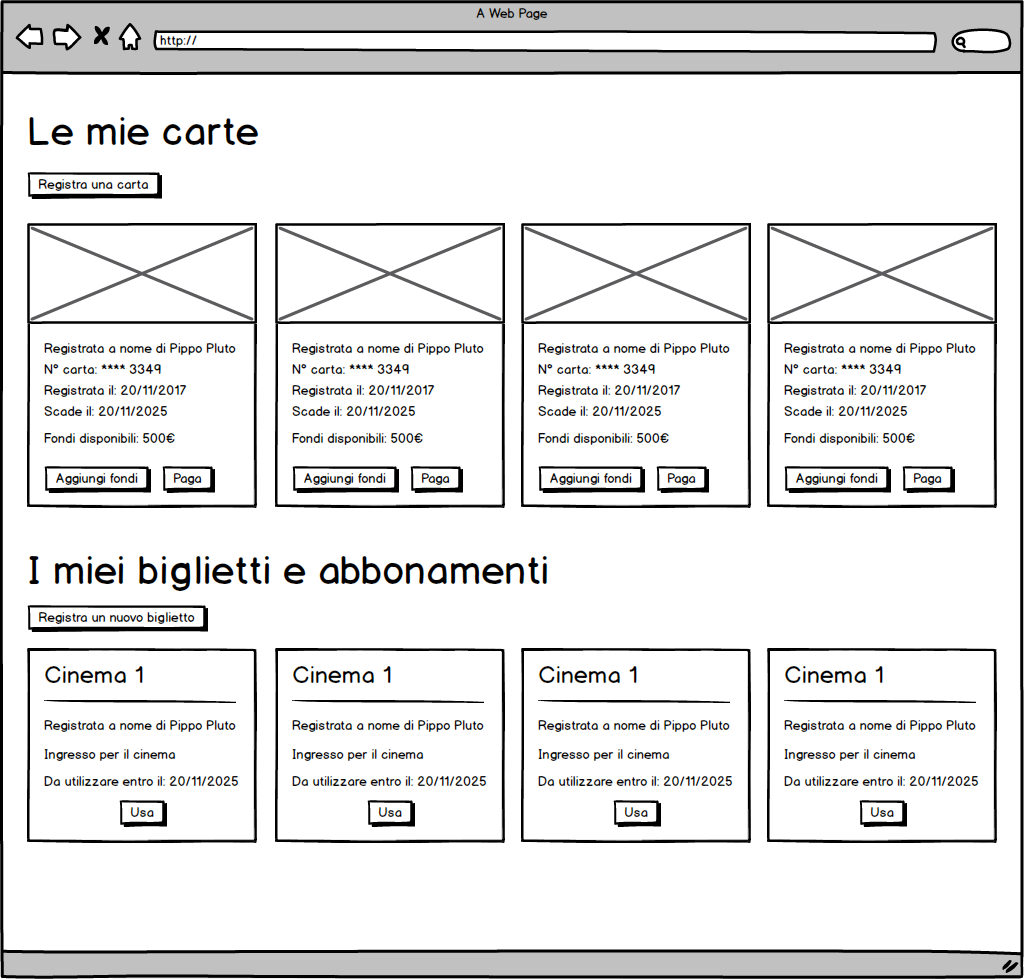 A Web Page
http://
Le mie carte
Registra una carta
Registrata a nome di Pippo Pluto
N° carta: **** 3349
Registrata il: 20/11/2017
Scade il: 20/11/2025
Fondi disponibili: 500€
Aggiungi fondi Paga
Registrata a nome di Pippo Pluto
N° carta: **** 3349
Registrata il: 20/11/2017
Scade il: 20/11/2025
Fondi disponibili: 500€
Aggiungi fondi Paga
Registrata a nome di Pippo Pluto
N° carta: **** 3349
Registrata il: 20/11/2017
Scade il: 20/11/2025
Fondi disponibili: 500€
Aggiungi fondi Paga
Registrata a nome di Pippo Pluto
N° carta: **** 3349
Registrata il: 20/11/2017
Scade il: 20/11/2025
Fondi disponibili: 500€
Aggiungi fondi Paga
I miei biglietti e abbonamenti
Registra un nuovo biglietto
Cinema 1
Registrata a nome di Pippo Pluto
Ingresso per il cinema
Da utilizzare entro il: 20/11/2025
Usa
Cinema 1
Registrata a nome di Pippo Pluto
Ingresso per il cinema
Da utilizzare entro il: 20/11/2025
Usa
Cinema 1
Registrata a nome di Pippo Pluto
Ingresso per il cinema
Da utilizzare entro il: 20/11/2025
Usa
Cinema 1
Registrata a nome di Pippo Pluto
Ingresso per il cinema
Da utilizzare entro il: 20/11/2025
Usa